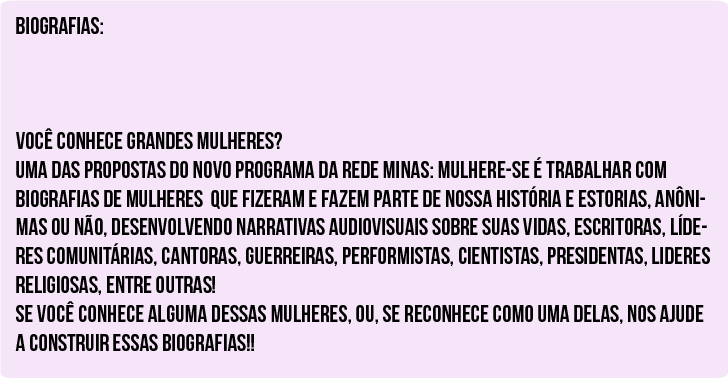 BIOGRAFIAS:
VOCÊ CONHECE GRANDES MULHERES?
UMA DAS PROPOSTAS DO NOVO PROGRAMA DA REDE MINAS: MULHERE-SE É TRABALHAR COM
BIOGRAFIAS DE MULHERES QUE FIZERAM E FAZEM PARTE DE NOSSA HISTÓRIA E ESTORIAS, ANÔNI-
MAS OU NÃO, DESENVOLVENDO NARRATIVAS AUDIOVISUAIS SOBRE SUAS VIDAS, ESCRITORAS, LÍDE-
RES COMUNITÁRIAS, CANTORAS, GUERREIRAS, PERFORMISTAS, CIENTISTAS, PRESIDENTAS, LIDERES
RELIGIOSAS, ENTRE OUTRAS!
SE VOCÊ CONHECE ALGUMA DESSAS MULHERES, OU, SE RECONHECE COMO UMA DELAS, NOS AJUDE
A CONSTRUIR ESSAS BIOGRAFIAS!!